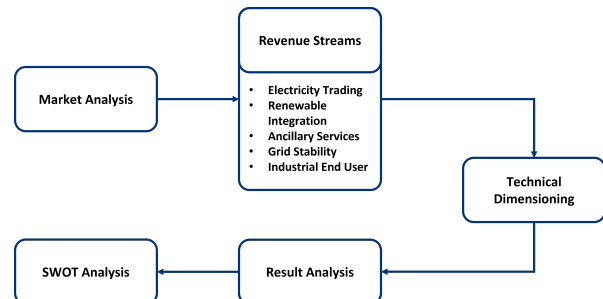 Revenue Streams
Market Analysis
• Electricity Trading
• Renewable
Integration
• Ancillary Services
• Grid Stability
• Industrial End User
Technical
Dimensioning
SWOT Analysis
Result Analysis